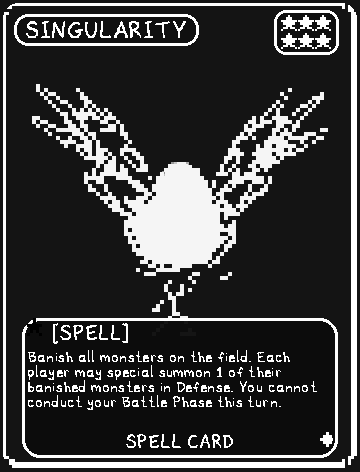 SINGULARITY
[SPELL]
Banish all monsters on the field. Each
player may special summon 1 of their
banished monsters in Defense. You cannot
conduct your Battle Phase this turn.
SPELL CARD